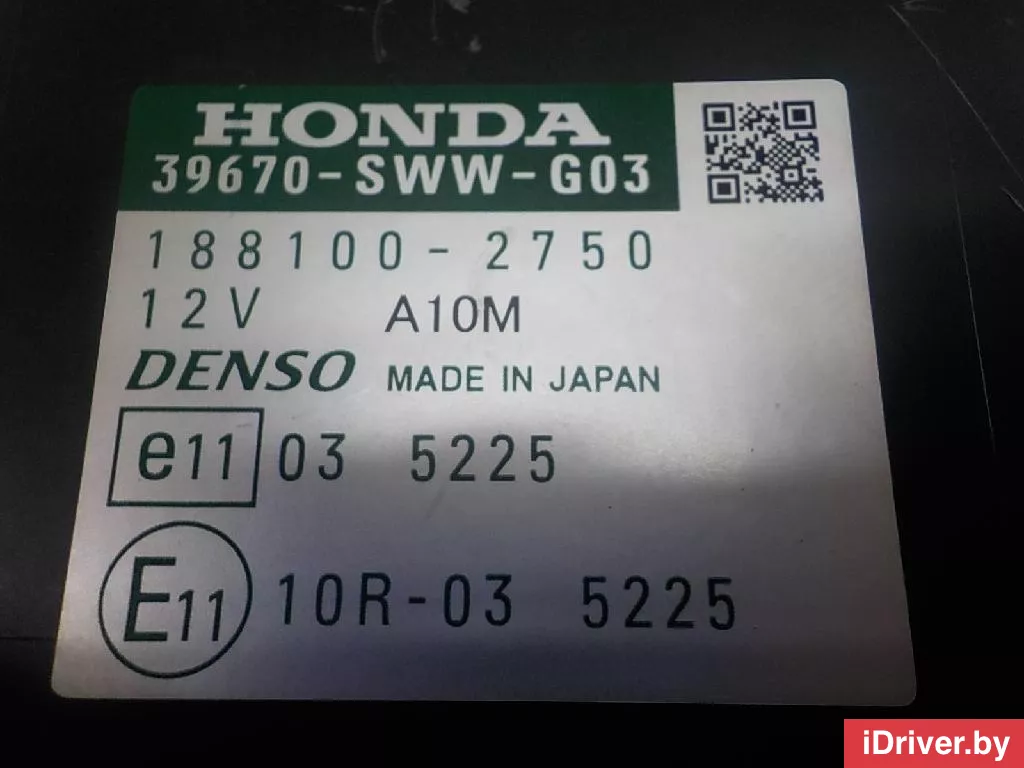 HONDA
39670-SWW-G03
188100-2750
12V A10M
DENSO MADE IN JAPAN
e11 03 5225
E11 10R-03 5225
iDriver.by